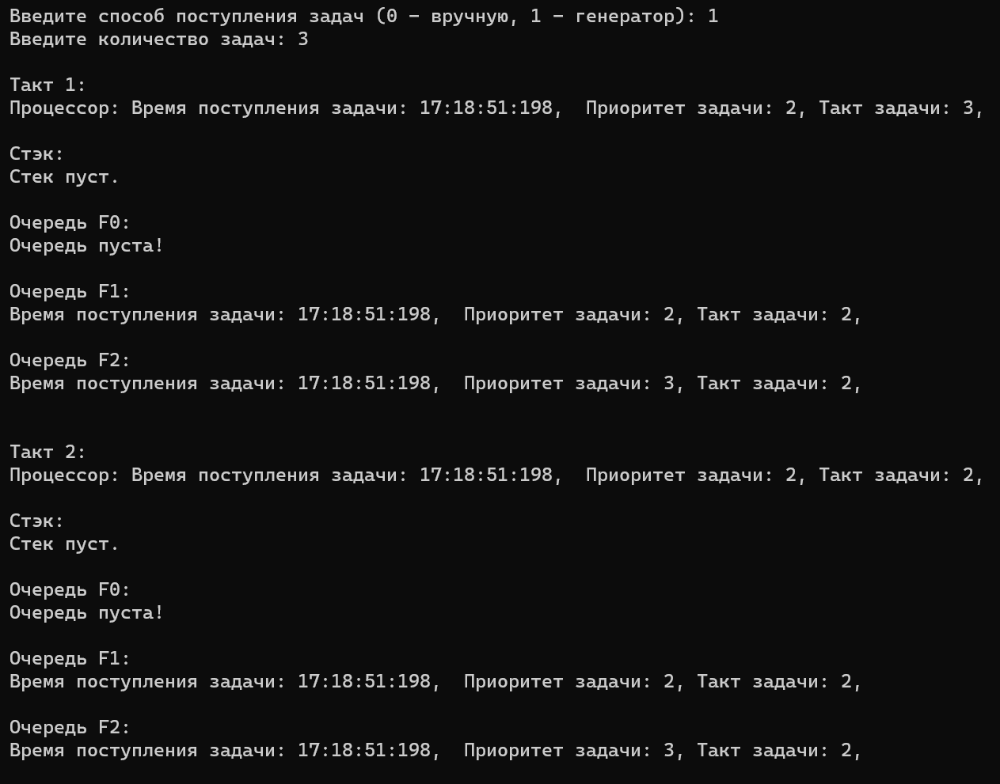 Введите способ поступления задач (0 - вручную, 1 - генератор): 1
Введите количество задач: 3
Такт 1:
Процессор: Время поступления задачи: 17:18:51:198,  Приоритет задачи: 2, Такт задачи: 3,
Стэк:
Стек пуст.
Очередь F0:
Очередь пуста!
Очередь F1:
Время поступления задачи: 17:18:51:198,  Приоритет задачи: 2, Такт задачи: 2,
Очередь F2:
Время поступления задачи: 17:18:51:198,  Приоритет задачи: 3, Такт задачи: 2,
Такт 2:
Процессор: Время поступления задачи: 17:18:51:198,  Приоритет задачи: 2, Такт задачи: 2,
Стэк:
Стек пуст.
Очередь F0:
Очередь пуста!
Очередь F1:
Время поступления задачи: 17:18:51:198,  Приоритет задачи: 2, Такт задачи: 2,
Очередь F2:
Время поступления задачи: 17:18:51:198,  Приоритет задачи: 3, Такт задачи: 2,